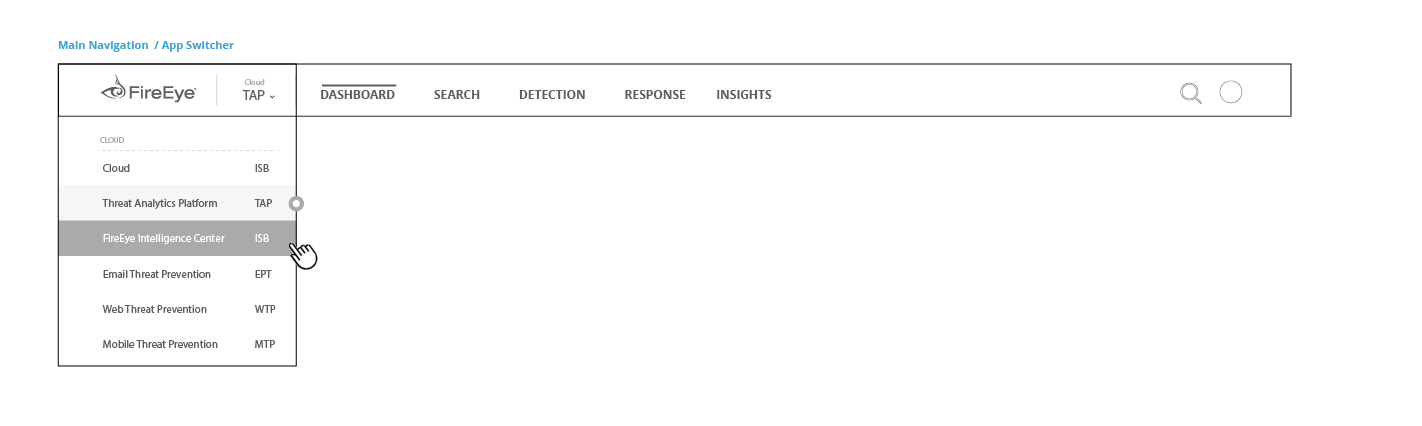 Main Navigation / App Switcher
FireEye Cloud
TAP DASHBOARD SEARCH DETECTION RESPONSE INSIGHTS
CLOUD
Cloud ISB
Threat Analytics Platform TAP
FireEye Intelligence Center ISB
Email Threat Prevention EPT
Web Threat Prevention WTP
Mobile Threat Prevention MTP